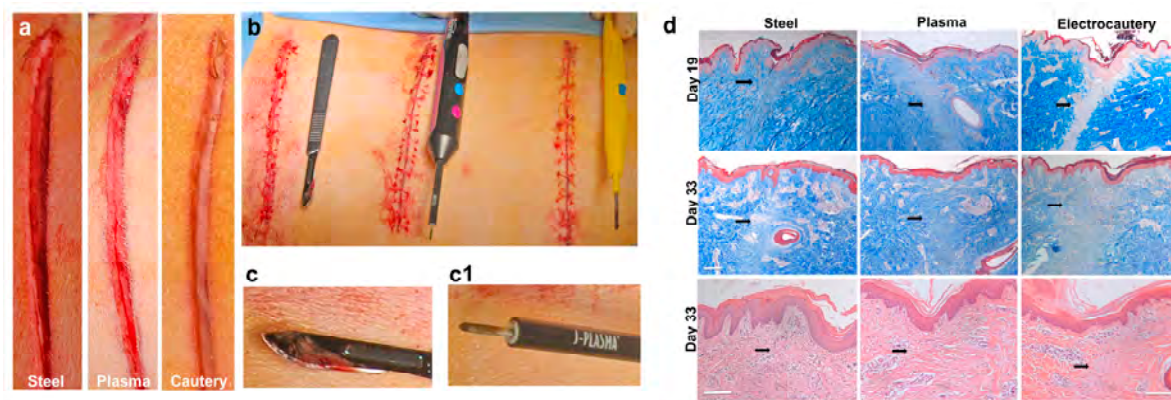 a
Steel
Plasma
Cautery
b
c
c1
J-PLASMA
d
Steel
Plasma
Electrocautery
Day 19
Day 33
Day 33